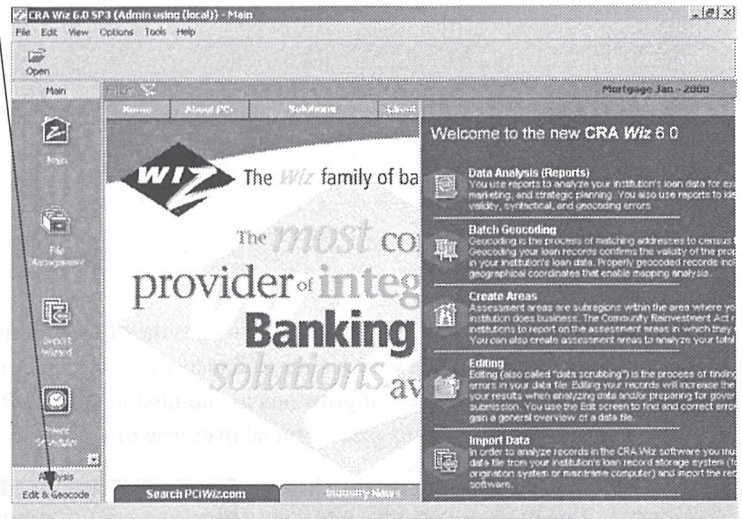 CRA Wiz 6.0 SP3 (Admin using (local)) - Main
File Edit View Options Tools Help
Open
Main
Mortgage Jan - 2000
Home About PCi Solutions Client
Main
File Management
Import Wizard
Event Scheduler
Analysis
Edit & Geocode
WIZ
The Wiz family of ba
The most co
provider of integ
Banking
solutions
av
Search PCiWiz.com Industry News
Welcome to the new CRA Wiz 6.0
Data Analysis (Reports)
You use reports to analyze your institution's loan data for ex
marketing, and strategic planning. You also use reports to ide
validity, syntactical, and geocoding errors.
Batch Geocoding
Geocoding is the process of matching addresses to census t
Geocoding your loan records confirms the validity of the prop
in your institution's loan data. Properly geocoded records incl
geographical coordinates that enable mapping analysis.
Create Areas
Assessment areas are subregions within the area where yo
institution does business. The Community Reinvestment Act r
institutions to report on the assessment areas in which they
You can also create assessment areas to analyze your total
Editing
Editing (also called "data scrubbing") is the process of finding
errors in your data file. Editing your records will increase the
your results when analyzing data and/or preparing for gover
submission. You use the Edit screen to find and correct error
gain a general overview of a data file.
Import Data
In order to analyze records in the CRA Wiz software you mus
data file from your institution's loan record storage system (l
origination system or mainframe computer) and import the rec
software.